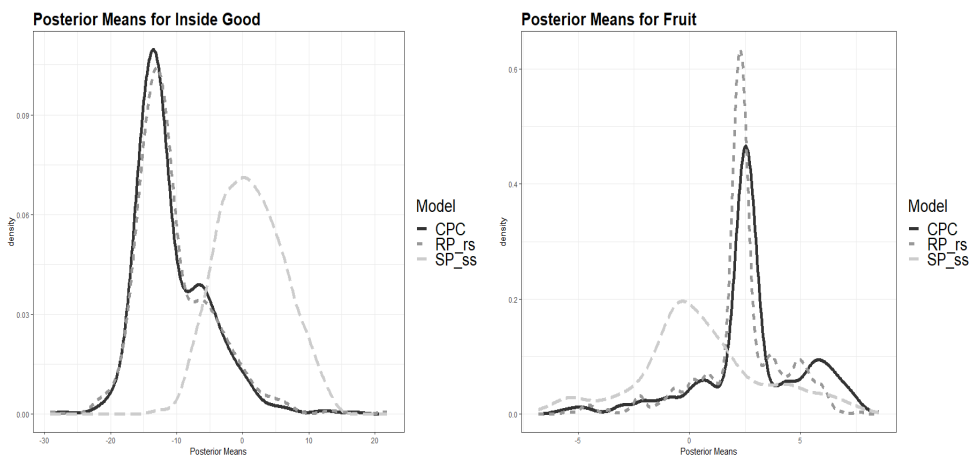 Posterior Means for Inside Good
density
0.09
0.06
0.03
0.00
-30 -20 -10 0 10 20
Posterior Means
Model
CPC
RP_rs
SP_ss
Posterior Means for Fruit
density
0.6
0.4
0.2
0.0
-5 0 5
Posterior Means
Model
CPC
RP_rs
SP_ss